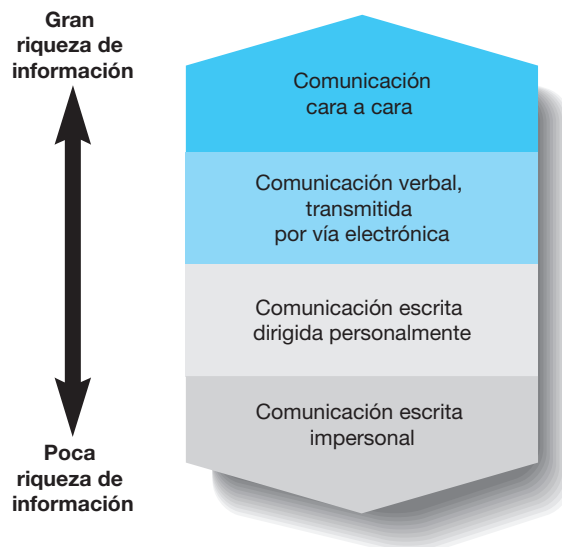 Gran
riqueza de
información
Comunicación
cara a cara
Comunicación verbal,
transmitida
por vía electrónica
Comunicación escrita
dirigida personalmente
Comunicación escrita
impersonal
Poca
riqueza de
información